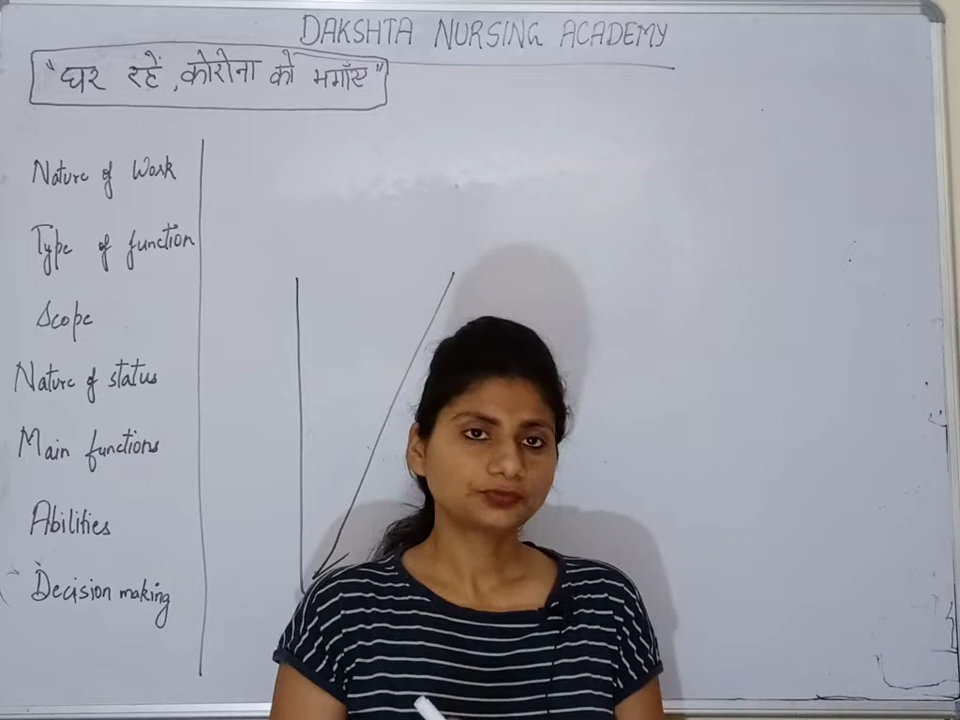 DAKSHTA NURSING ACADEMY
"घर रहें, कोरोना को भगाँए"
Nature of Work
Type of function
Scope
Nature of status
Main functions
Abilities
Decision making